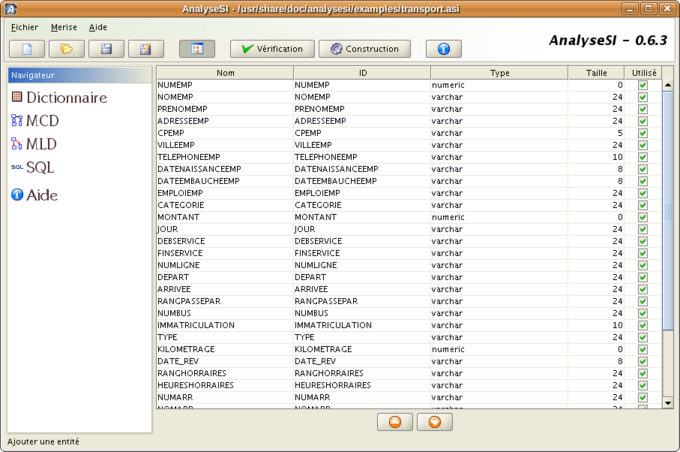 AnalyseSI - /usr/share/doc/analysesi/examples/transport.asi
Fichier Merise Aide
Vérification Construction AnalyseSI - 0.6.3
Navigateur
Dictionnaire
MCD
MLD
SQL SQL
Aide
Nom ID Type Taille Utilisé
NUMEMP NUMEMP numeric 0
NOMEMP NOMEMP varchar 24
PRENOMEMP PRENOMEMP varchar 24
ADRESSEEMP ADRESSEEMP varchar 24
CPEMP CPEMP varchar 5
VILLEEMP VILLEEMP varchar 24
TELEPHONEEMP TELEPHONEEMP varchar 10
DATENAISSANCEEMP DATENAISSANCEEMP varchar 8
DATEEMBAUCHEEMP DATEEMBAUCHEEMP varchar 8
EMPLOIEMP EMPLOIEMP varchar 24
CATEGORIE CATEGORIE varchar 24
MONTANT MONTANT numeric 0
JOUR JOUR varchar 24
DEBSERVICE DEBSERVICE varchar 24
FINSERVICE FINSERVICE varchar 24
NUMLIGNE NUMLIGNE varchar 24
DEPART DEPART varchar 24
ARRIVEE ARRIVEE varchar 24
RANGPASSEPAR RANGPASSEPAR varchar 24
NUMBUS NUMBUS varchar 24
IMMATRICULATION IMMATRICULATION varchar 10
TYPE TYPE varchar 24
KILOMETRAGE KILOMETRAGE numeric 0
DATE_REV DATE_REV varchar 8
RANGHORRAIRES RANGHORRAIRES varchar 24
HEURESHORRAIRES HEURESHORRAIRES varchar 24
NUMARR NUMARR varchar 24
NOMARR NOMARR varchar 24
Ajouter une entité